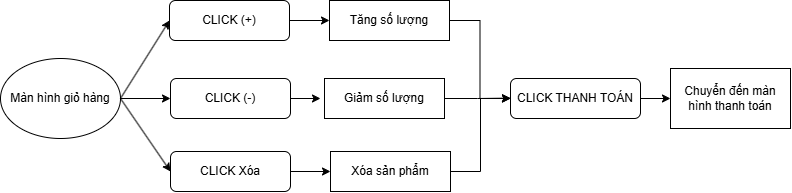 Màn hình giỏ hàng
CLICK (+)
Tăng số lượng
CLICK (-)
Giảm số lượng
CLICK Xóa
Xóa sản phẩm
CLICK THANH TOÁN
Chuyển đến màn
hình thanh toán